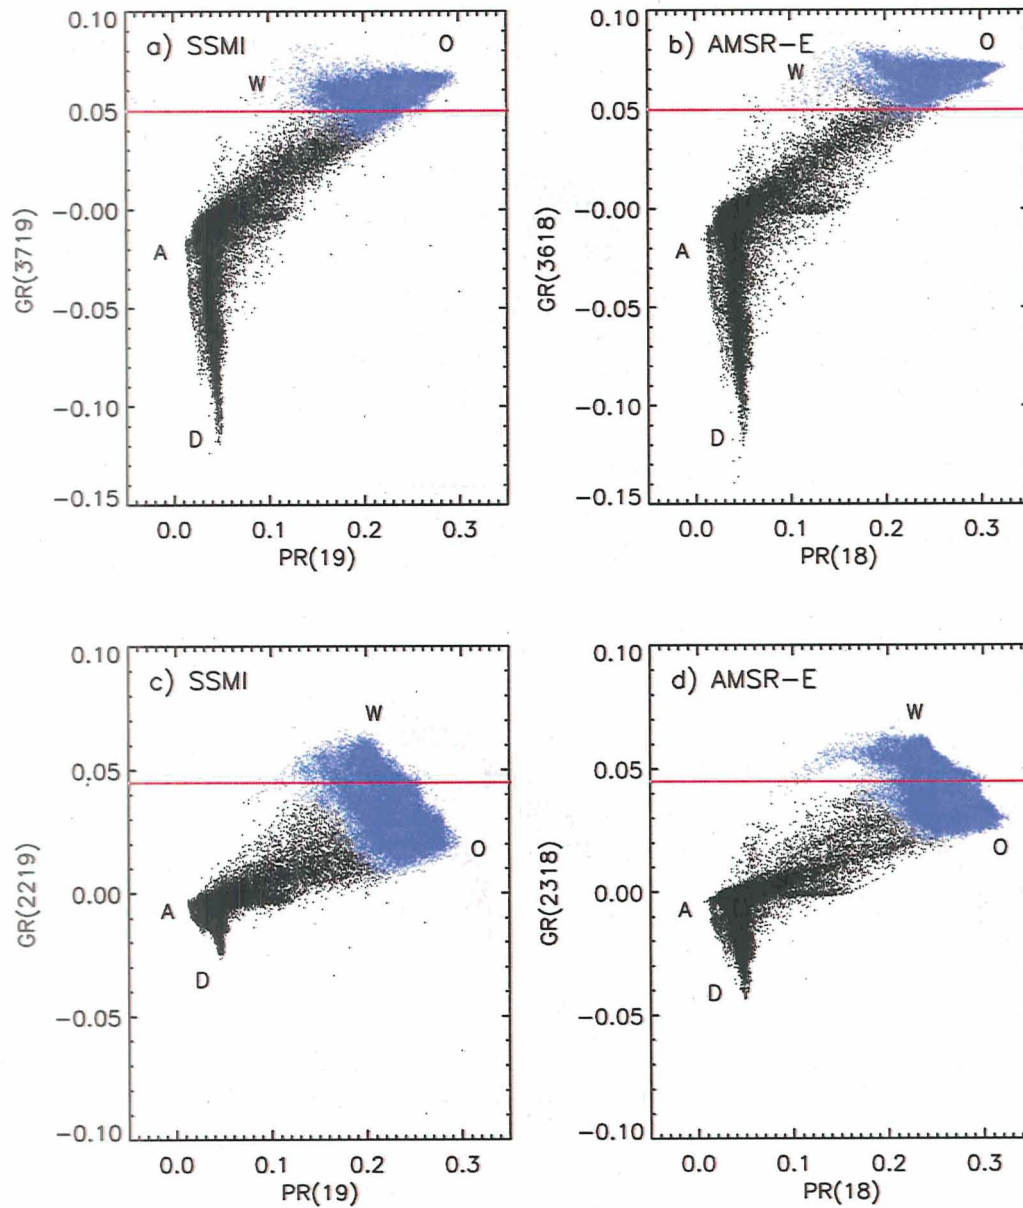 0.10
a) SSMI
O
W
0.05
-0.00
A
-0.05
-0.10
D
-0.15
0.0 0.1 0.2 0.3
PR(19)
GR(3719)
0.10
b) AMSR-E
O
W
0.05
-0.00
A
-0.05
-0.10
D
-0.15
0.0 0.1 0.2 0.3
PR(18)
GR(3618)
0.10
c) SSMI
W
0.05
O
0.00
A
D
-0.05
-0.10
0.0 0.1 0.2 0.3
PR(19)
GR(2219)
0.10
d) AMSR-E
W
0.05
O
0.00
A
D
-0.05
-0.10
0.0 0.1 0.2 0.3
PR(18)
GR(2318)